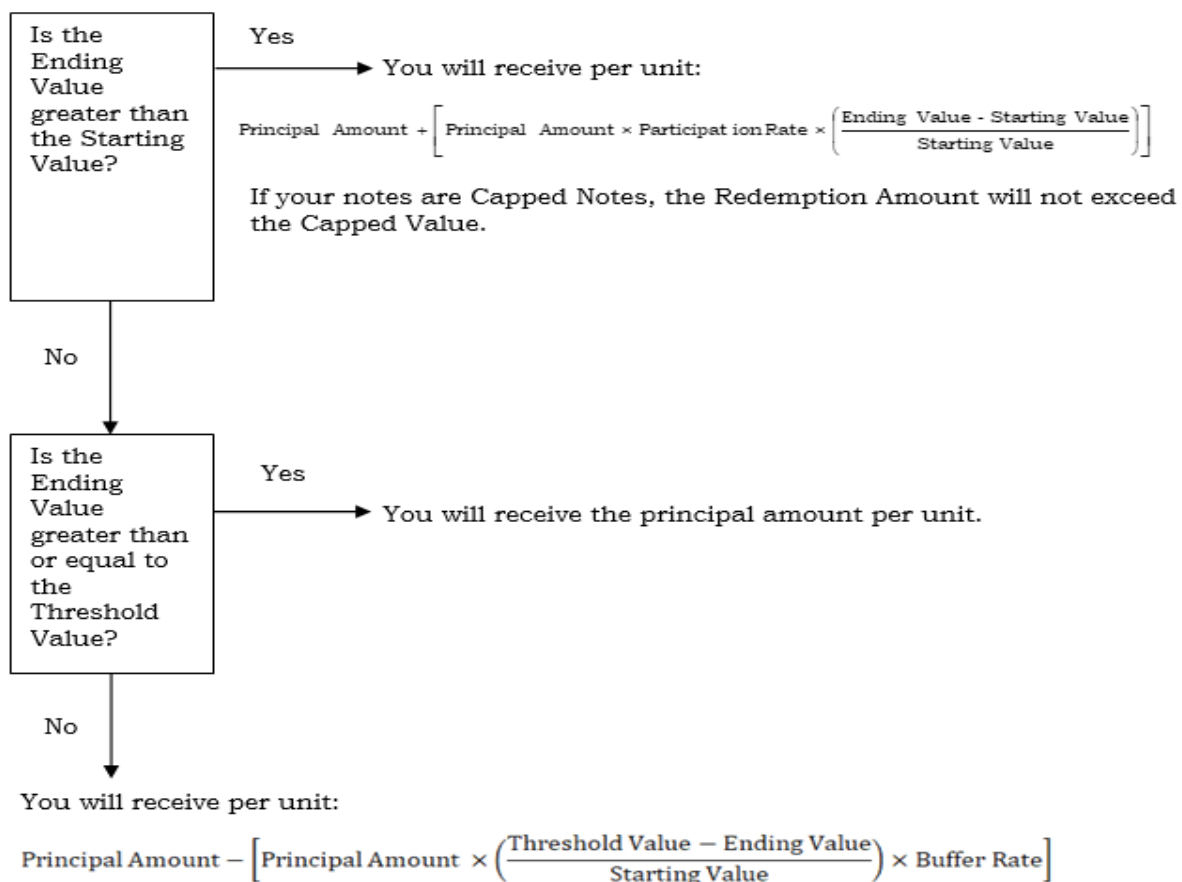 Is the
Ending
Value
greater than
the Starting
Value?
Yes
You will receive per unit:
Principal Amount + [Principal Amount × Participat ion Rate × (Ending Value - Starting Value / Starting Value)]
If your notes are Capped Notes, the Redemption Amount will not exceed
the Capped Value.
No
Is the
Ending
Value
greater than
or equal to
the
Threshold
Value?
Yes
You will receive the principal amount per unit.
No
You will receive per unit:
Principal Amount − [Principal Amount × (Threshold Value − Ending Value / Starting Value) × Buffer Rate]